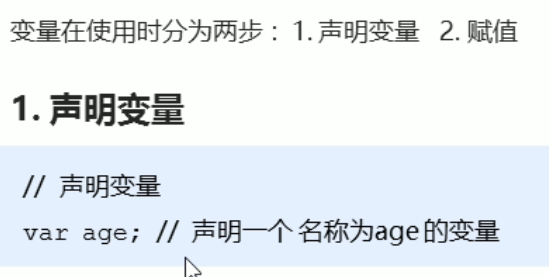 变量在使用时分为两步：1. 声明变量 2. 赋值
1. 声明变量
// 声明变量
var age; // 声明一个 名称为age 的变量